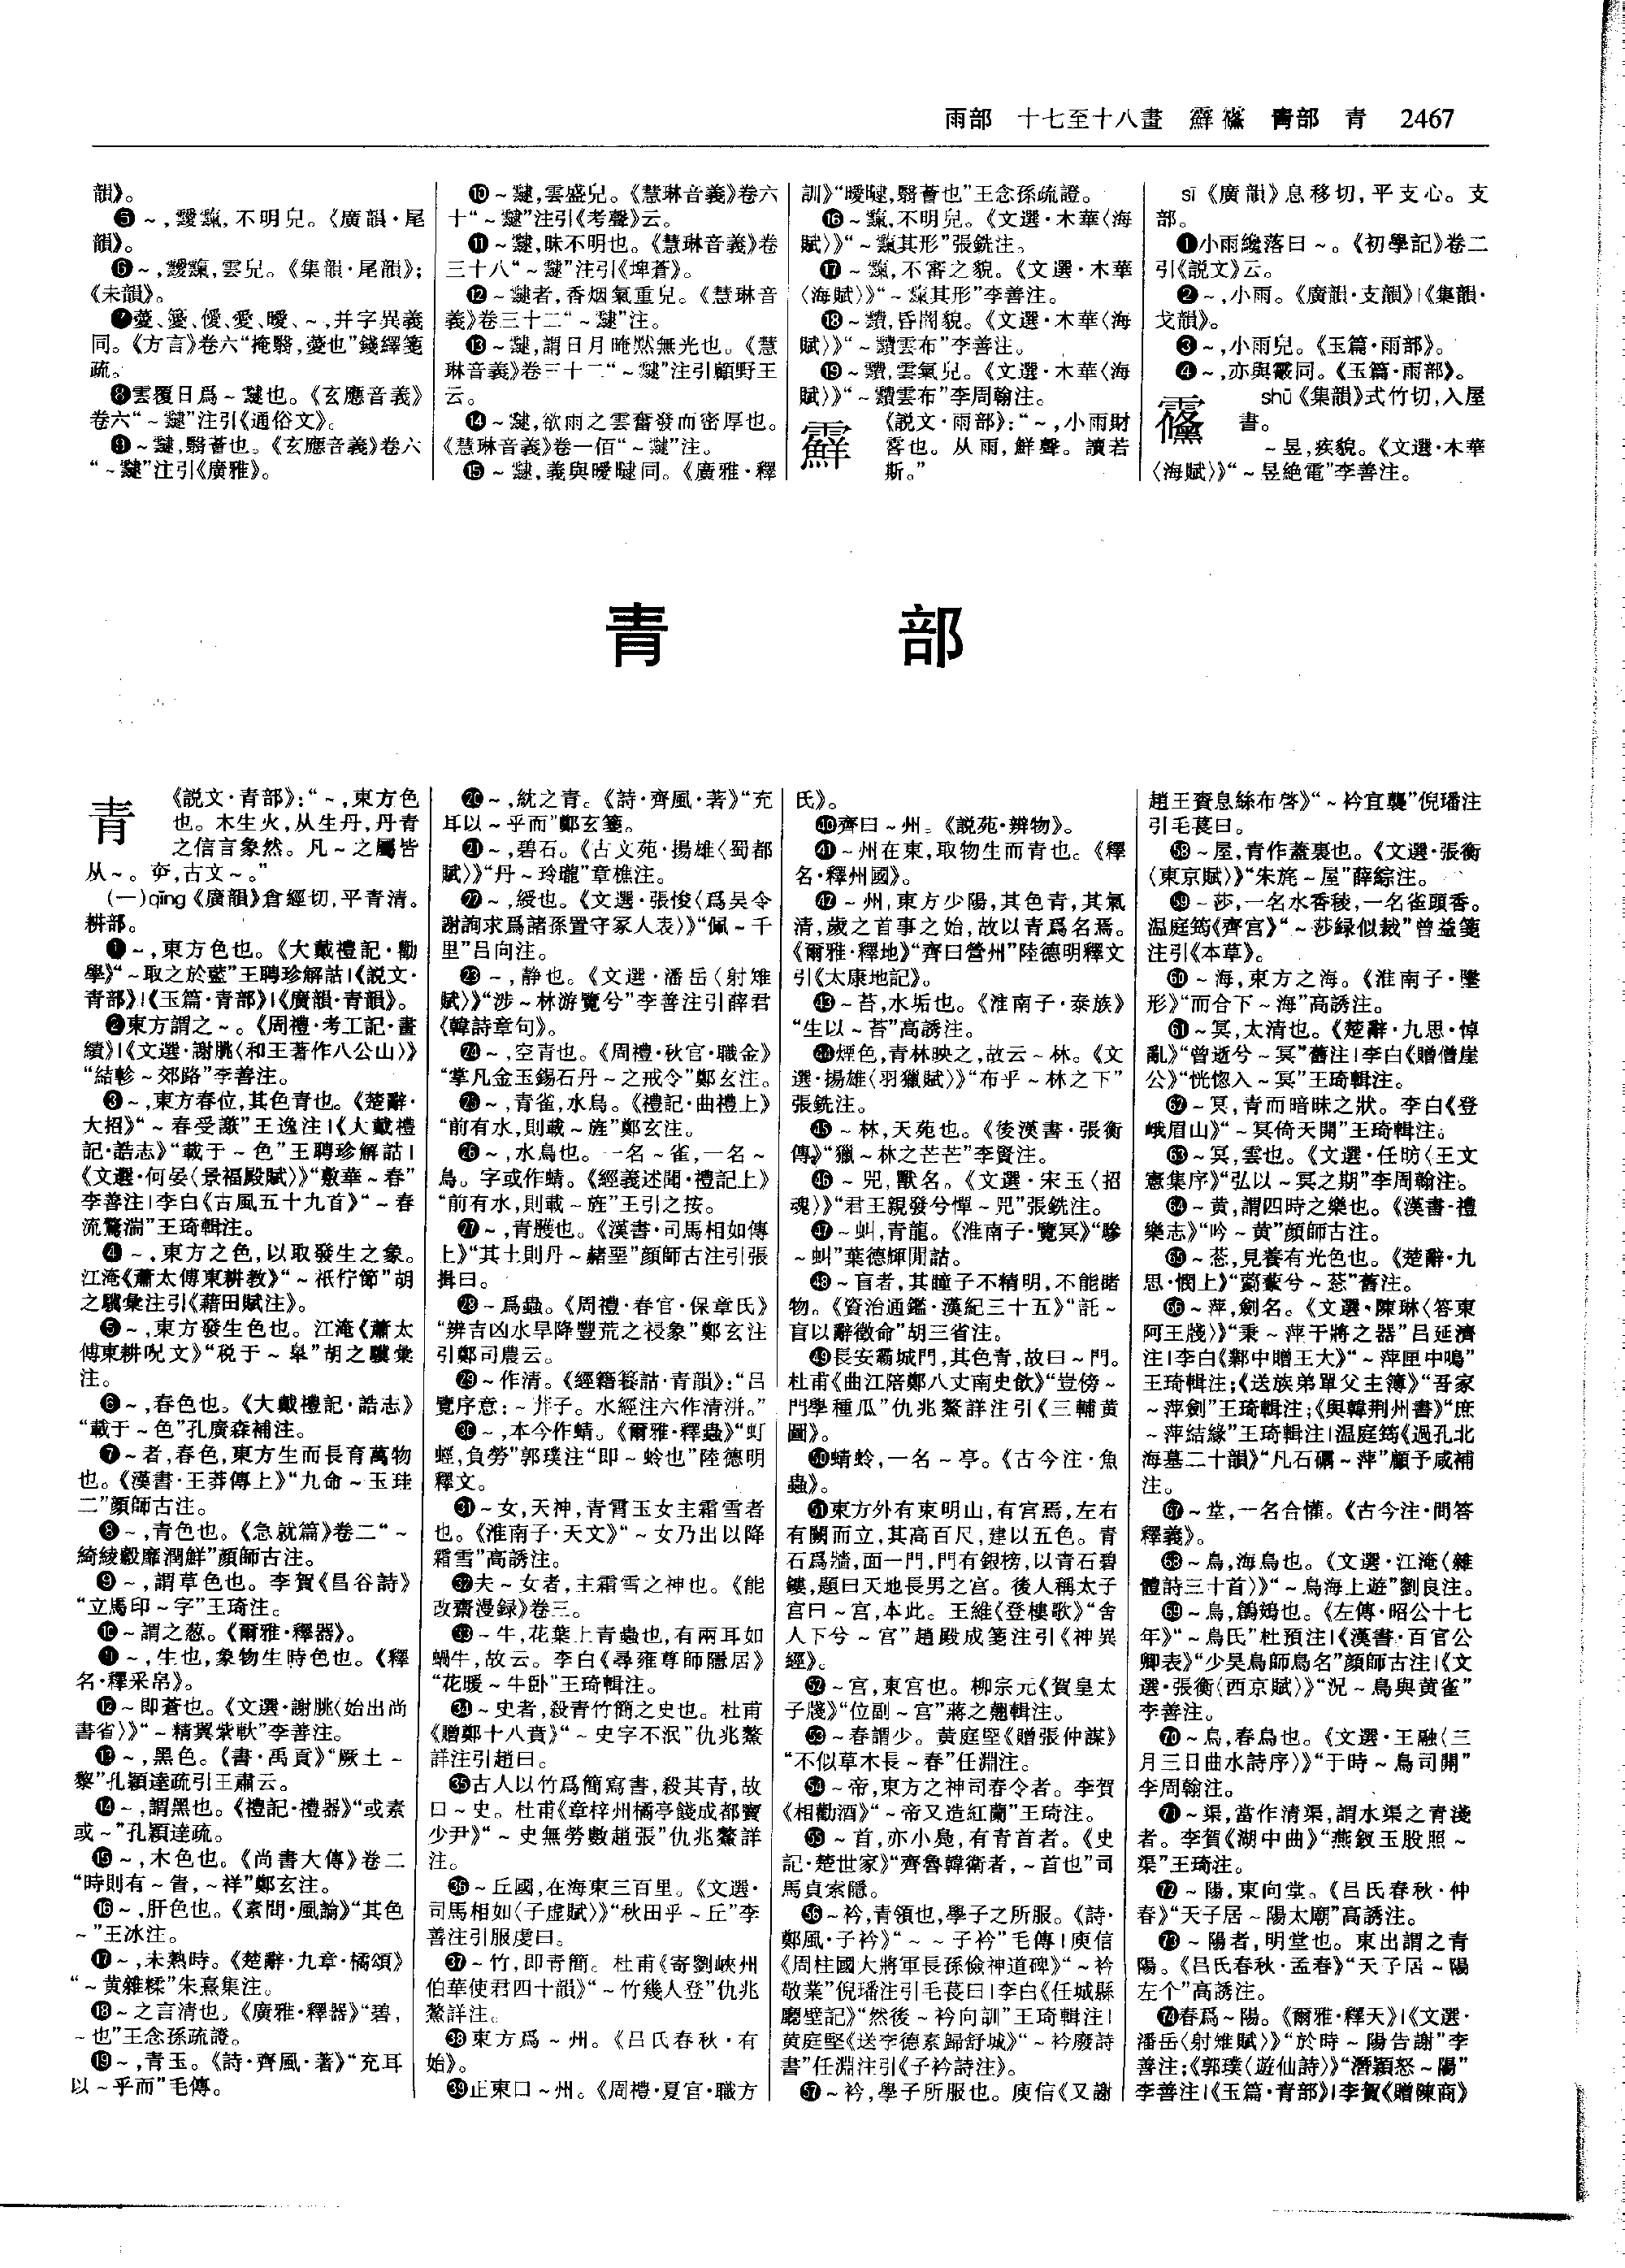 雨部　十七至十八畫　霹䨹　青部　青　2467
韻》。
❺～,靉靅,不明皃。《廣韻·尾
韻》。
❻～,靉靅,雲皃。《集韻·尾韻》;
《未韻》。
❼薆、䉰、僾、愛、曖、～,并字異義
同。《方言》卷六“掩翳,薆也”錢繹箋
疏。
❽雲覆日爲～靆也。《玄應音義》
卷六“～靆”注引《通俗文》。
❾～靆,翳薈也。《玄應音義》卷六
“～靆”注引《廣雅》。
❿～靆,雲盛皃。《慧琳音義》卷六
十“～靆”注引《考聲》云。
⓫～靆,昧不明也。《慧琳音義》卷
三十八“～靆”注引《埤蒼》。
⓬～靆者,香烟氣重皃。《慧琳音
義》卷三十二“～靆”注。
⓭～靆,謂日月晻㬣無光也。《慧
琳音義》卷三十二“～靆”注引顧野王
云。
⓮～靆,欲雨之雲奮發而密厚也。
《慧琳音義》卷一佰“～靆”注。
⓯～靆,義與曖曃同。《廣雅·釋
訓》“曖曃,翳薈也”王念孫疏證。
⓰～靅,不明皃。《文選·木華〈海
賦〉》“～靅其形”張銑注。
⓱～靅,不審之貌。《文選·木華
〈海賦〉》“～靅其形”李善注。
⓲～靅,昏闇貌。《文選·木華〈海
賦〉》“～靅雲布”李善注。
⓳～靅,雲氣皃。《文選·木華〈海
賦〉》“～靅雲布”李周翰注。
䨘　《説文·雨部》:“～,小雨財
䨘也。从雨,鮮聲。讀若
斯。”
sī《廣韻》息移切,平支心。支
部。
❶小雨纔落曰～。《初學記》卷二
引《説文》云。
❷～,小雨。《廣韻·支韻》|《集韻·
戈韻》。
❸～,小雨皃。《玉篇·雨部》。
❹～,亦與霰同。《玉篇·雨部》。
䨹　shū《集韻》式竹切,入屋
書。
～昱,疾貌。《文選·木華
〈海賦〉》“～昱絶電”李善注。
青　部
青　《説文·青部》:“～,東方色
也。木生火,从生丹,丹青
之信言象然。凡～之屬皆
从～。𡴑,古文～。”
(一)qīng《廣韻》倉經切,平青清。
耕部。
❶～,東方色也。《大戴禮記·勸
學》“～取之於藍”王聘珍解詁|《説文·
青部》|《玉篇·青部》|《廣韻·青韻》。
❷東方謂之～。《周禮·考工記·畫
繢》|《文選·謝朓〈和王著作八公山〉》
“結軫～郊路”李善注。
❸～,東方春位,其色青也。《楚辭·
大招》“～春受謝”王逸注|《大戴禮
記·誥志》“載于～色”王聘珍解詁|
《文選·何晏〈景福殿賦〉》“敷華～春”
李善注|李白《古風五十九首》“～春
流驚湍”王琦輯注。
❹～,東方之色,以取發生之象。
江淹《蕭太傅東耕教》“～祇佇節”胡
之驥彙注引《藉田賦注》。
❺～,東方發生色也。江淹《蕭太
傅東耕呪文》“税于～皋”胡之驥彙
注。
❻～,春色也。《大戴禮記·誥志》
“載于～色”孔廣森補注。
❼～者,春色,東方生而長育萬物
也。《漢書·王莽傳上》“九命～玉珪
二”顔師古注。
❽～,青色也。《急就篇》卷二“～
綺綾縠靡潤鮮”顔師古注。
❾～,謂草色也。李賀《昌谷詩》
“立馬印～字”王琦注。
❿～謂之葱。《爾雅·釋器》。
⓫～,生也,象物生時色也。《釋
名·釋采帛》。
⓬～即蒼也。《文選·謝朓〈始出尚
書省〉》“～精翼紫軑”李善注。
⓭～,黑色。《書·禹貢》“厥土～
黎”孔穎達疏引王肅云。
⓮～,謂黑也。《禮記·禮器》“或素
或～”孔穎達疏。
⓯～,木色也。《尚書大傳》卷二
“時則有～眚,～祥”鄭玄注。
⓰～,肝色也。《素問·風論》“其色
～”王冰注。
⓱～,未熟時。《楚辭·九章·橘頌》
“～黄雜糅”朱熹集注。
⓲～之言清也。《廣雅·釋器》“碧,
～也”王念孫疏證。
⓳～,青玉。《詩·齊風·著》“充耳
以～乎而”毛傳。
⓴～,紞之青。《詩·齊風·著》“充
耳以～乎而”鄭玄箋。
㉑～,碧石。《古文苑·揚雄〈蜀都
賦〉》“丹～玲瓏”章樵注。
㉒～,綬也。《文選·張悛〈爲吴令
謝詢求爲諸孫置守冢人表〉》“佩～千
里”吕向注。
㉓～,静也。《文選·潘岳〈射雉
賦〉》“涉～林游覽兮”李善注引薛君
《韓詩章句》。
㉔～,空青也。《周禮·秋官·職金》
“掌凡金玉錫石丹～之戒令”鄭玄注。
㉕～,青雀,水鳥。《禮記·曲禮上》
“前有水,則載～旌”鄭玄注。
㉖～,水鳥也。一名～雀,一名～
鳥。字或作鶄。《經義述聞·禮記上》
“前有水,則載～旌”王引之按。
㉗～,青雘也。《漢書·司馬相如傳
上》“其土則丹～赭堊”顔師古注引張
揖曰。
㉘～爲蟲。《周禮·春官·保章氏》
“辨吉凶水旱降豐荒之祲象”鄭玄注
引鄭司農云。
㉙～作清。《經籍籑詁·青韻》:“吕
覽序意:～荓子。水經注六作清洴。”
㉚～,本今作蜻。《爾雅·釋蟲》“虰
蛵,負勞”郭璞注“即～蛉也”陸德明
釋文。
㉛～女,天神,青霄玉女主霜雪者
也。《淮南子·天文》“～女乃出以降
霜雪”高誘注。
㉜夫～女者,主霜雪之神也。《能
改齋漫録》卷三。
㉝～牛,花葉上青蟲也,有兩耳如
蝸牛,故云。李白《尋雍尊師隱居》
“花暖～牛卧”王琦輯注。
㉞～史者,殺青竹簡之史也。杜甫
《贈鄭十八賁》“～史字不泯”仇兆鰲
詳注引趙曰。
㉟古人以竹爲簡寫書,殺其青,故
曰～史。杜甫《章梓州橘亭餞成都竇
少尹》“～史無勞數趙張”仇兆鰲詳
注。
㊱～丘國,在海東三百里。《文選·
司馬相如〈子虚賦〉》“秋田乎～丘”李
善注引服虔曰。
㊲～竹,即青簡。杜甫《寄劉峽州
伯華使君四十韻》“～竹幾人登”仇兆
鰲詳注。
㊳東方爲～州。《吕氏春秋·有
始》。
㊴正東曰～州。《周禮·夏官·職方
氏》。
㊵齊曰～州。《説苑·辨物》。
㊶～州在東,取物生而青也。《釋
名·釋州國》。
㊷～州,東方少陽,其色青,其氣
清,歲之首事之始,故以青爲名焉。
《爾雅·釋地》“齊曰營州”陸德明釋文
引《太康地記》。
㊸～苔,水垢也。《淮南子·泰族》
“生以～苔”高誘注。
㊹煙色,青林映之,故云～林。《文
選·揚雄〈羽獵賦〉》“布乎～林之下”
張銑注。
㊺～林,天苑也。《後漢書·張衡
傳》“獵～林之芒芒”李賢注。
㊻～兕,獸名。《文選·宋玉〈招
魂〉》“君王親發兮憚～兕”張銑注。
㊼～虯,青龍。《淮南子·覽冥》“驂
～虯”葉德輝閒詁。
㊽～盲者,其瞳子不精明,不能睹
物。《資治通鑑·漢紀三十五》“託～
盲以辭徵命”胡三省注。
㊾長安霸城門,其色青,故曰～門。
杜甫《曲江陪鄭八丈南史飲》“豈傍～
門學種瓜”仇兆鰲詳注引《三輔黄
圖》。
㊿蜻蛉,一名～亭。《古今注·魚
蟲》。
51東方外有東明山,有宫焉,左右
有闕而立,其高百尺,建以五色。青
石爲牆,面一門,門有銀榜,以青石碧
鏤,題曰天地長男之宫。後人稱太子
宫曰～宫,本此。王維《登樓歌》“舍
人下兮～宫”趙殿成箋注引《神異
經》。
52～宫,東宫也。柳宗元《賀皇太
子牋》“位副～宫”蔣之翹輯注。
53～春謂少。黄庭堅《贈張仲謀》
“不似草木長～春”任淵注。
54～帝,東方之神司春令者。李賀
《相勸酒》“～帝又造紅蘭”王琦注。
55～首,亦小鳧,有青首者。《史
記·楚世家》“齊魯韓衛者,～首也”司
馬貞索隱。
56～衿,青領也,學子之所服。《詩·
鄭風·子衿》“～～子衿”毛傳|庾信
《周柱國大將軍長孫儉神道碑》“～衿
敬業”倪璠注引毛萇曰|李白《任城縣
廳壁記》“然後～衿向訓”王琦輯注|
黄庭堅《送李德素歸舒城》“～衿廢詩
書”任淵注引《子衿詩注》。
57～衿,學子所服也。庾信《又謝
趙王賚息絲布啓》“～衿宜襲”倪璠注
引毛萇曰。
58～屋,青作蓋裏也。《文選·張衡
〈東京賦〉》“朱旄～屋”薛綜注。
59～莎,一名水香稜,一名雀頭香。
温庭筠《齊宫》“～莎緑似裁”曾益箋
注引《本草》。
60～海,東方之海。《淮南子·墬
形》“而合下～海”高誘注。
61～冥,太清也。《楚辭·九思·悼
亂》“曾逝兮～冥”舊注|李白《贈僧崖
公》“恍惚入～冥”王琦輯注。
62～冥,青而暗昧之狀。李白《登
峨眉山》“～冥倚天開”王琦輯注。
63～冥,雲也。《文選·任昉〈王文
憲集序》“弘以～冥之期”李周翰注。
64～黄,謂四時之樂也。《漢書·禮
樂志》“吟～黄”顔師古注。
65～葱,見養有光色也。《楚辭·九
思·憫上》“蓊藂兮～葱”舊注。
66～萍,劍名。《文選·陳琳〈答東
阿王牋〉》“秉～萍干將之器”吕延濟
注|李白《鄴中贈王大》“～萍匣中鳴”
王琦輯注;《送族弟單父主簿》“吾家
～萍劍”王琦輯注;《與韓荆州書》“庶
～萍結緣”王琦輯注|温庭筠《過孔北
海墓二十韻》“凡石礪～萍”顧予咸補
注。
67～堂,一名合懽。《古今注·問答
釋義》。
68～鳥,海鳥也。《文選·江淹〈雜
體詩三十首〉》“～鳥海上遊”劉良注。
69～鳥,鶬鴳也。《左傳·昭公十七
年》“～鳥氏”杜預注|《漢書·百官公
卿表》“少昊鳥師鳥名”顔師古注|《文
選·張衡〈西京賦〉》“況～鳥與黄雀”
李善注。
70～鳥,春鳥也。《文選·王融〈三
月三日曲水詩序〉》“于時～鳥司開”
李周翰注。
71～渠,當作清渠,謂水渠之青淺
者。李賀《湖中曲》“燕釵玉股照～
渠”王琦注。
72～陽,東向堂。《吕氏春秋·仲
春》“天子居～陽太廟”高誘注。
73～陽者,明堂也。東出謂之青
陽。《吕氏春秋·孟春》“天子居～陽
左个”高誘注。
74春爲～陽。《爾雅·釋天》|《文選·
潘岳〈射雉賦〉》“於時～陽告謝”李
善注;《郭璞〈遊仙詩〉》“潛穎怒～陽”
李善注|《玉篇·青部》|李賀《贈陳商》